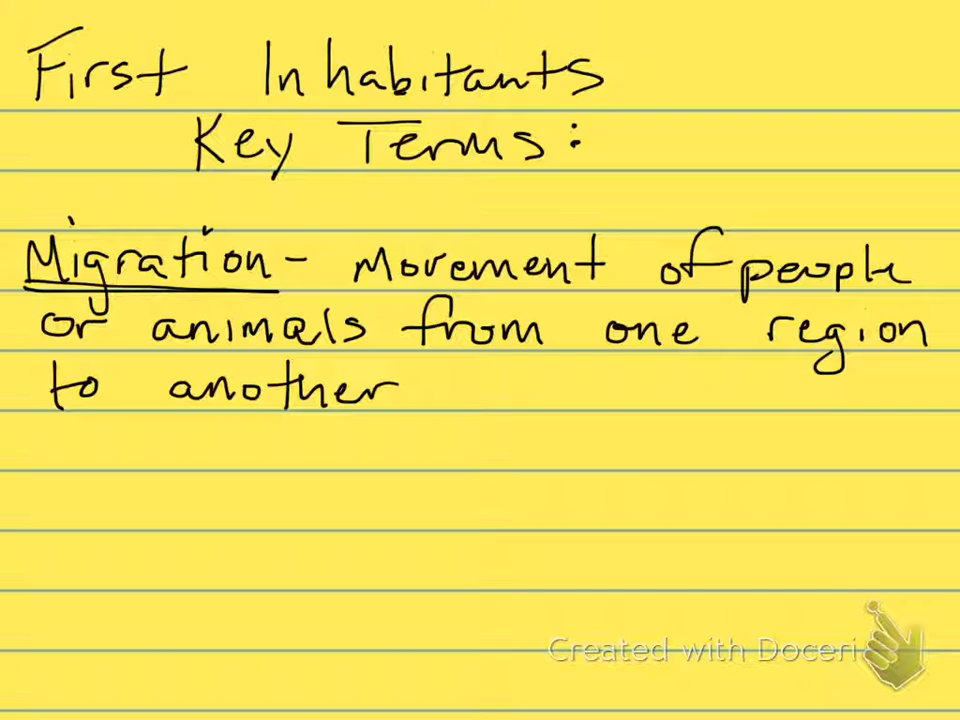 First Inhabitants
Key Terms:
Migration - Movement of people
or animals from one region
to another
Created with Doceri